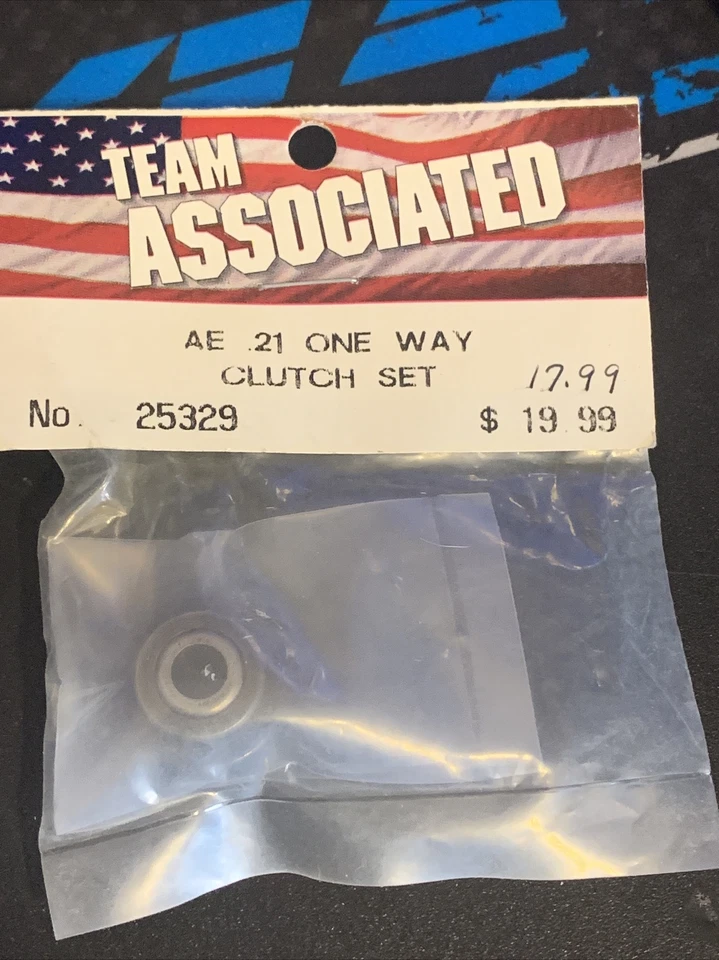 TEAM
ASSOCIATED
AE .21 ONE WAY
CLUTCH SET 17.99
No. 25329 $ 19.99